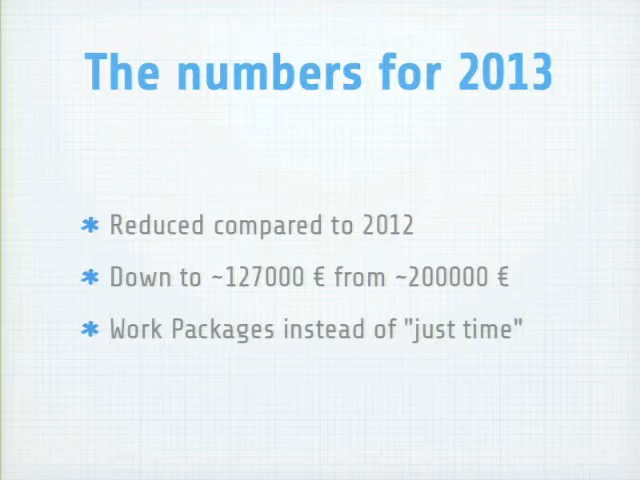 The numbers for 2013
✱ Reduced compared to 2012
✱ Down to ~127000 € from ~200000 €
✱ Work Packages instead of "just time"